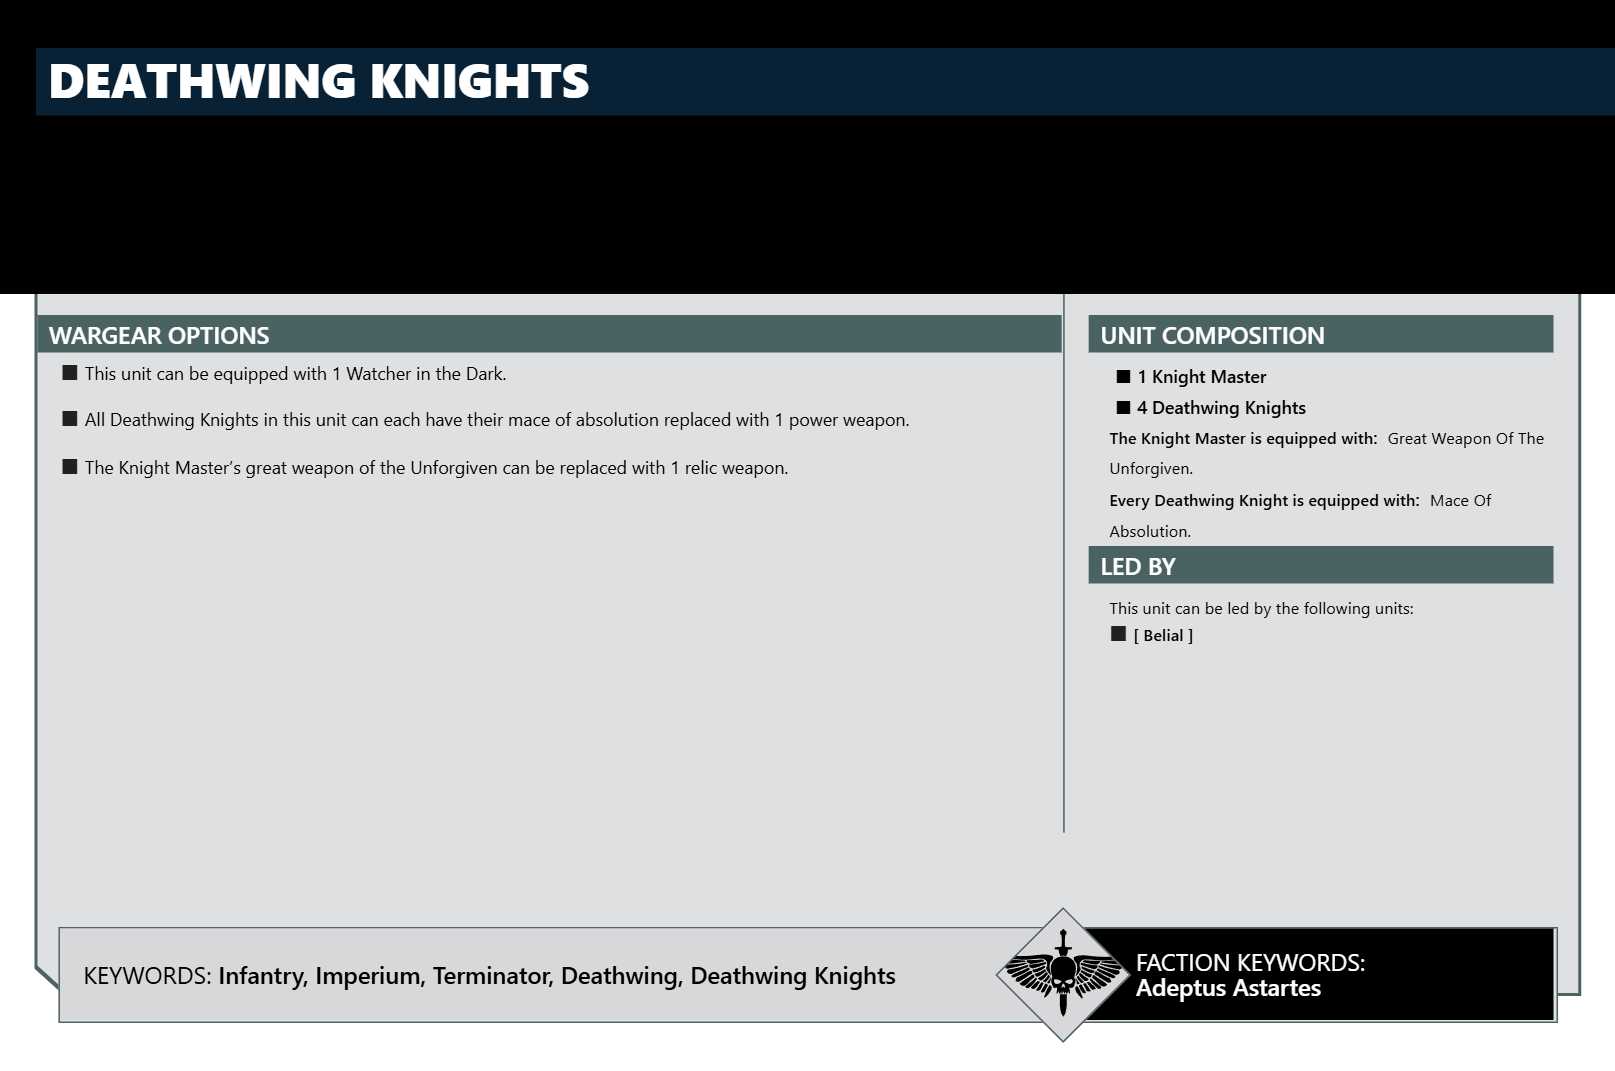 DEATHWING KNIGHTS
WARGEAR OPTIONS
■ This unit can be equipped with 1 Watcher in the Dark.
■ All Deathwing Knights in this unit can each have their mace of absolution replaced with 1 power weapon.
■ The Knight Master’s great weapon of the Unforgiven can be replaced with 1 relic weapon.
UNIT COMPOSITION
■ 1 Knight Master
■ 4 Deathwing Knights
The Knight Master is equipped with: Great Weapon Of The
Unforgiven.
Every Deathwing Knight is equipped with: Mace Of
Absolution.
LED BY
This unit can be led by the following units:
■ [ Belial ]
KEYWORDS: Infantry, Imperium, Terminator, Deathwing, Deathwing Knights
FACTION KEYWORDS:
Adeptus Astartes